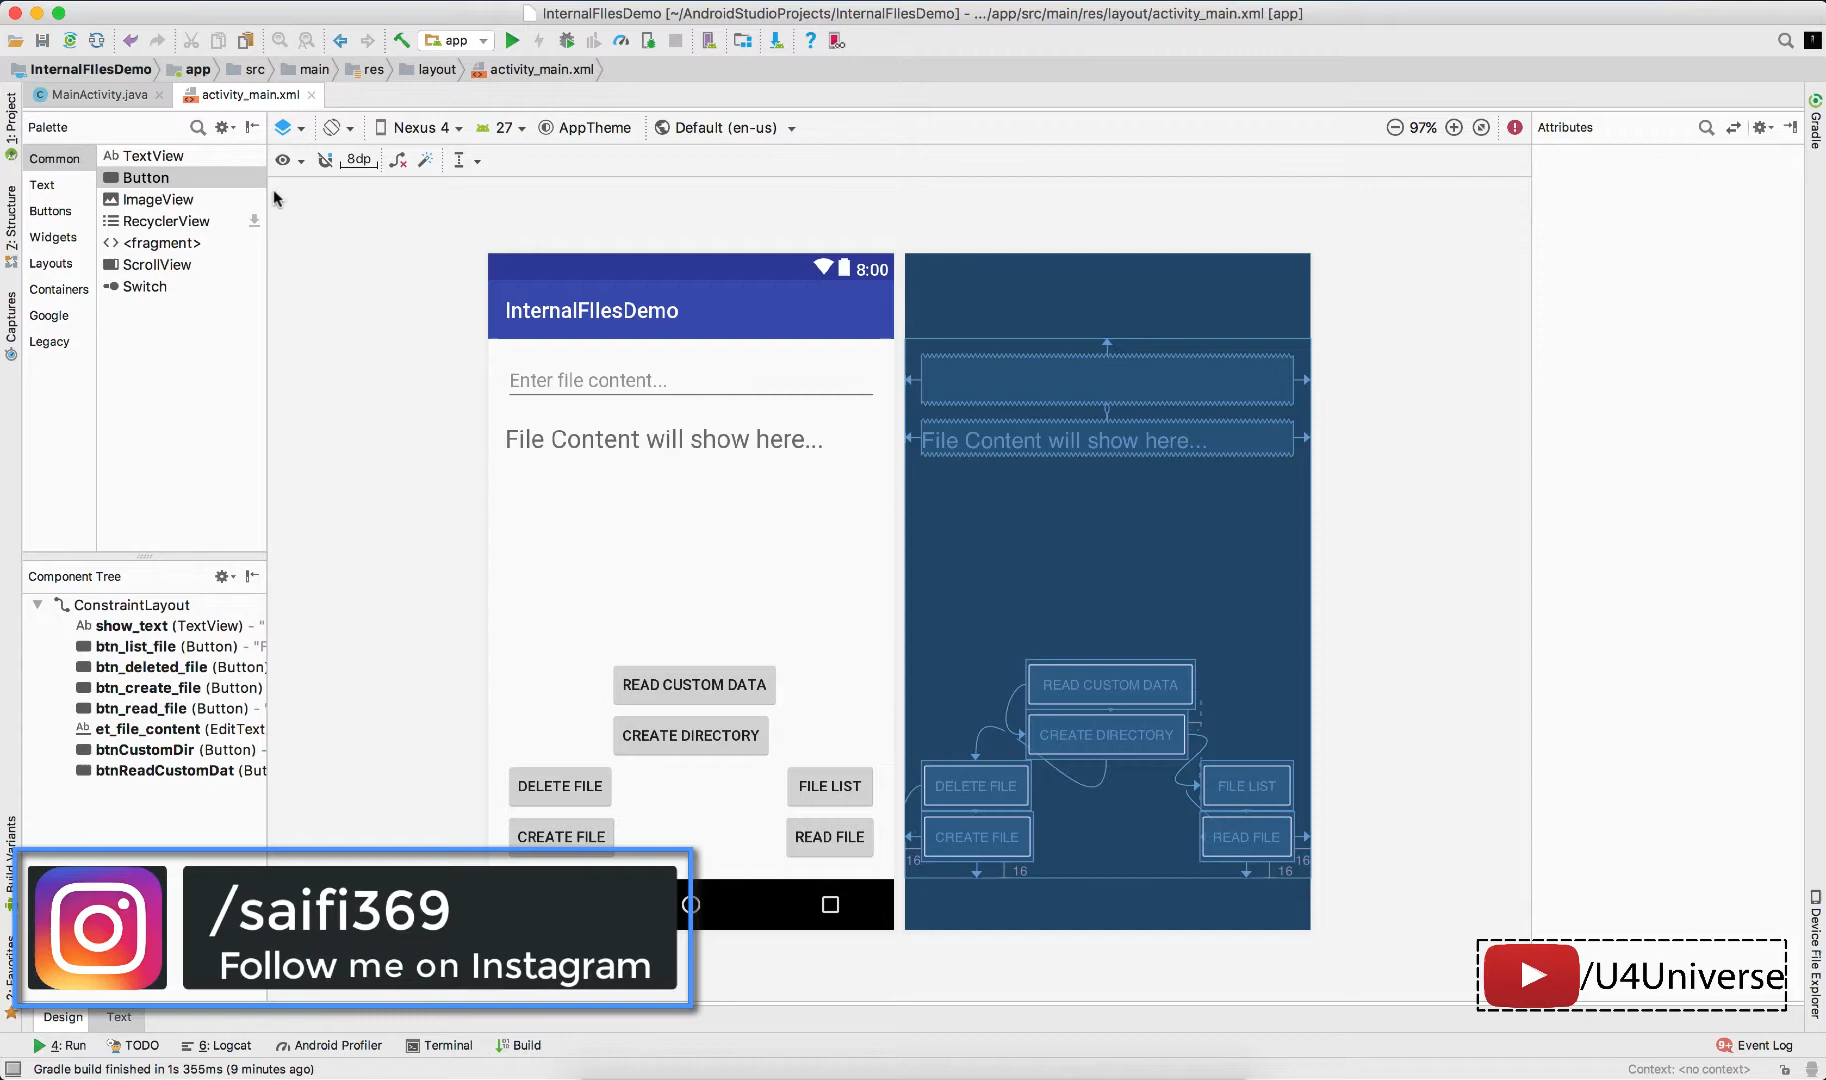 InternalFIlesDemo [~/AndroidStudioProjects/InternalFIlesDemo] – .../app/src/main/res/layout/activity_main.xml [app]
app
InternalFIlesDemo app src main res layout activity_main.xml
MainActivity.java activity_main.xml
1: Project
Z: Structure
Captures
Build Variants
2: Favorites
Palette
Common
Text
Buttons
Widgets
Layouts
Containers
Google
Legacy
Ab TextView
Button
ImageView
RecyclerView
<fragment>
ScrollView
Switch
Nexus 4 27 AppTheme Default (en-us) 97%
8dp
Attributes
Gradle
Device File Explorer
8:00
InternalFIlesDemo
Enter file content...
File Content will show here...
READ CUSTOM DATA
CREATE DIRECTORY
DELETE FILE FILE LIST
CREATE FILE READ FILE
File Content will show here...
READ CUSTOM DATA
CREATE DIRECTORY
DELETE FILE FILE LIST
CREATE FILE READ FILE
16 16
16 16
Component Tree
ConstraintLayout
Ab show_text (TextView) – "
btn_list_file (Button) – "F
btn_deleted_file (Button)
btn_create_file (Button)
btn_read_file (Button) – "
Ab et_file_content (EditText
btnCustomDir (Button) –
btnReadCustomDat (But
/saifi369
Follow me on Instagram
/U4Universe
Design Text
4: Run TODO 6: Logcat Android Profiler Terminal Build
9+ Event Log
Gradle build finished in 1s 355ms (9 minutes ago)
Context: <no context>